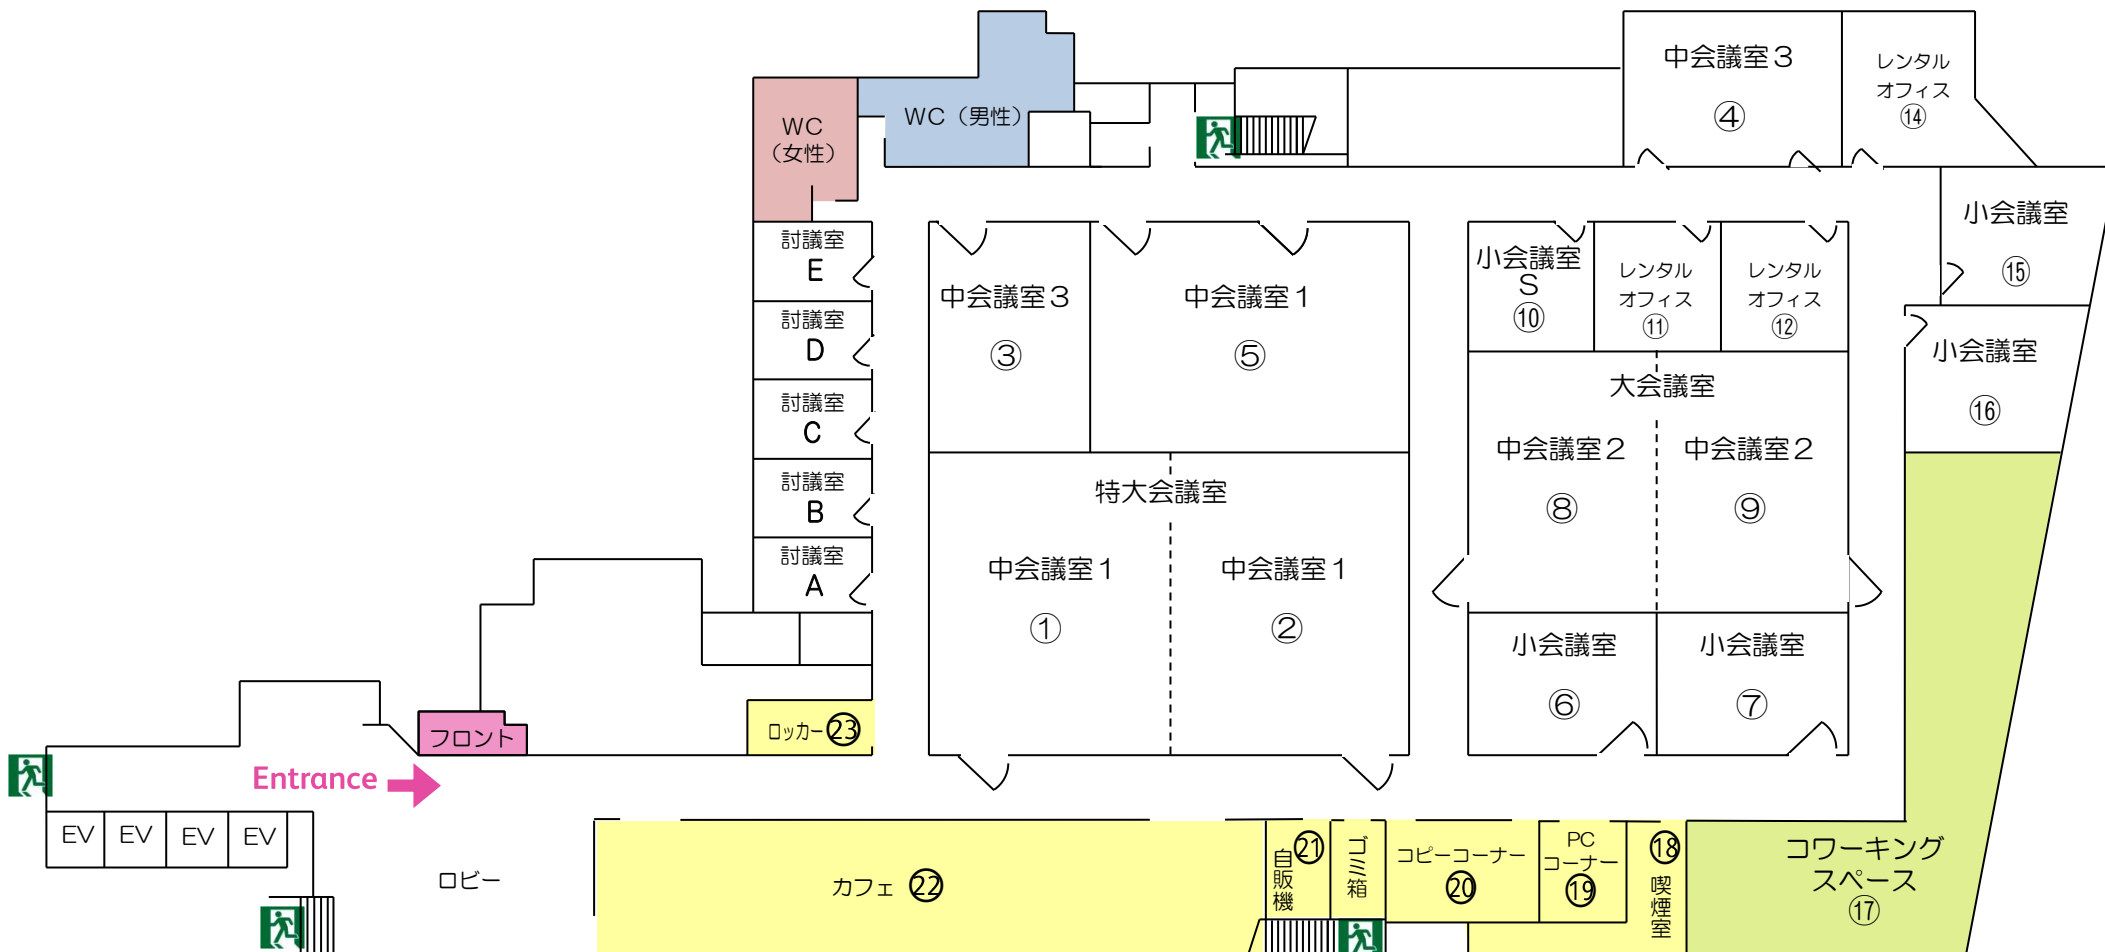 中会議室3
④
レンタル
オフィス
⑭
WC
（女性）
WC（男性）
小会議室
⑮
討議室
E
討議室
D
討議室
C
討議室
B
討議室
A
中会議室3
③
中会議室1
⑤
小会議室
S
⑩
レンタル
オフィス
⑪
レンタル
オフィス
⑫
小会議室
⑯
大会議室
中会議室2
⑧
中会議室2
⑨
特大会議室
中会議室1
①
中会議室1
②
小会議室
⑥
小会議室
⑦
フロント
ロッカー㉓
Entrance
EV
EV
EV
EV
ロビー
カフェ ㉒
自販機
㉑
ゴミ箱
コピーコーナー
⑳
PC
コーナー
⑲
⑱
喫煙室
コワーキング
スペース
⑰